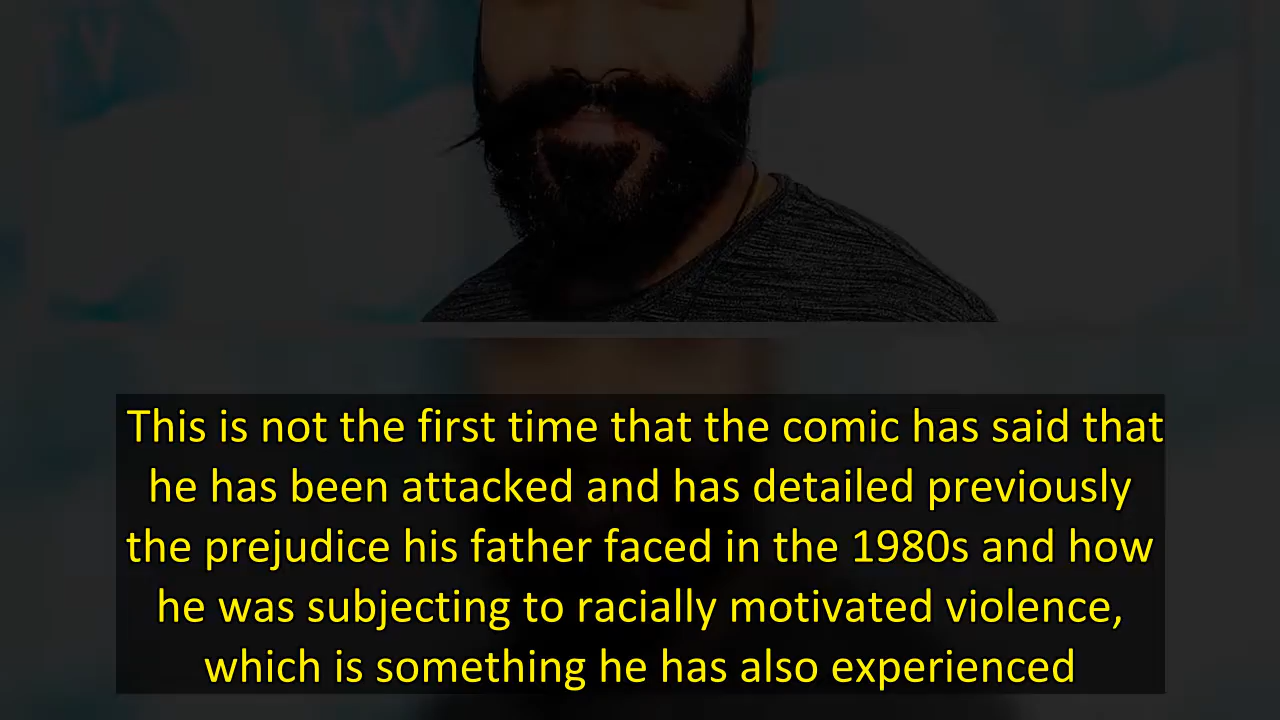 This is not the first time that the comic has said that
he has been attacked and has detailed previously
the prejudice his father faced in the 1980s and how
he was subjecting to racially motivated violence,
which is something he has also experienced